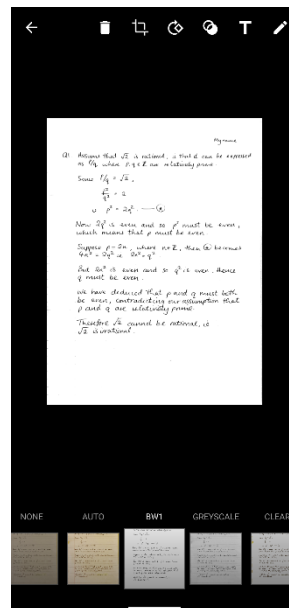 My name
Q1 Assume that √2 is rational, so that it can be expressed
as p/q where p, q ∈ Z are relatively prime
Since p/q = √2,
p²/q² = 2
p² = 2q²
Now 2q² is even and so p² must be even,
which means that p must be even.
Suppose p = 2n, where n ∈ Z, then becomes
4n² = 2q² 2n² = q²
But 2n² is even and so q² is even, hence
q must be even.
We have deduced that p and q must both
be even, contradicting our assumption that
p and q are relatively prime
Therefore √2 cannot be rational, ie
√2 is irrational
NONE AUTO BW1 GREYSCALE CLEAR